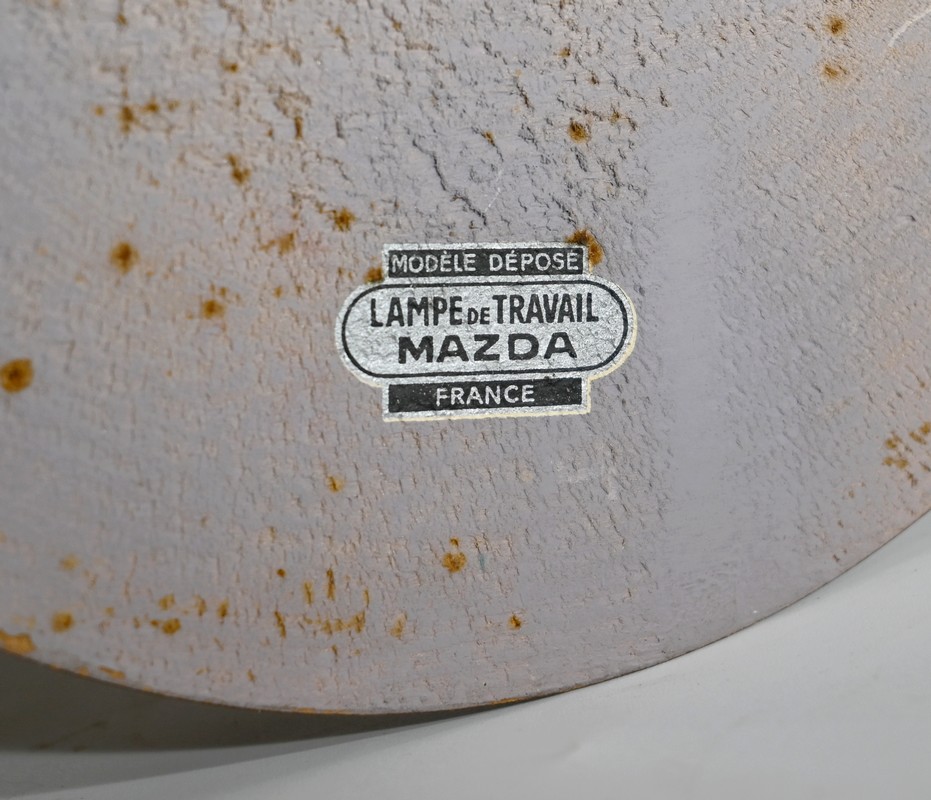 MODÈLE DÉPOSÉ
LAMPE DE TRAVAIL
MAZDA
FRANCE